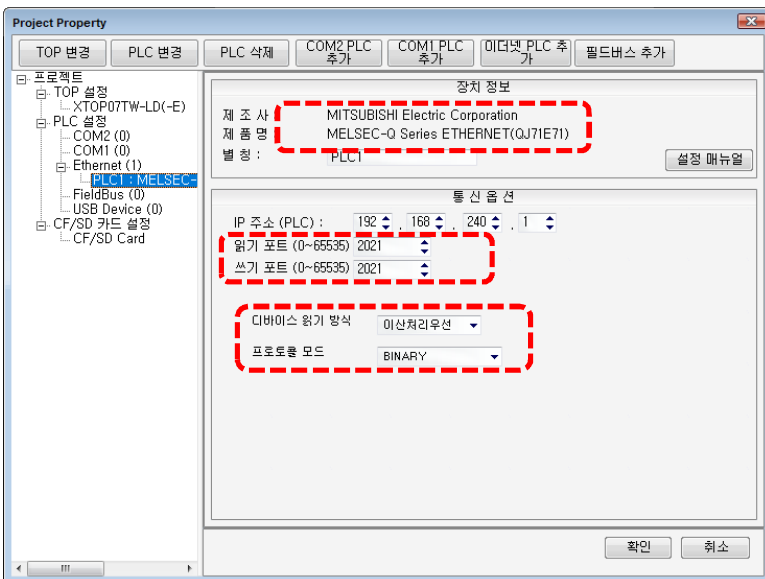 Project Property
TOP 변경
PLC 변경
PLC 삭제
COM2 PLC
추가
COM1 PLC
추가
이더넷 PLC 추
가
필드버스 추가
프로젝트
TOP 설정
XTOP07TW-LD(-E)
PLC 설정
COM2 (0)
COM1 (0)
Ethernet (1)
PLC1 : MELSEC-
FieldBus (0)
USB Device (0)
CF/SD 카드 설정
CF/SD Card
장치 정보
제 조 사 MITSUBISHI Electric Corporation
제 품 명 MELSEC-Q Series ETHERNET(QJ71E71)
별 칭 : PLC1
설정 매뉴얼
통 신 옵 션
IP 주소 (PLC) : 192 . 168 . 240 . 1
읽기 포트 (0~65535) 2021
쓰기 포트 (0~65535) 2021
디바이스 읽기 방식 이산처리우선
프로토콜 모드 BINARY
확인
취소